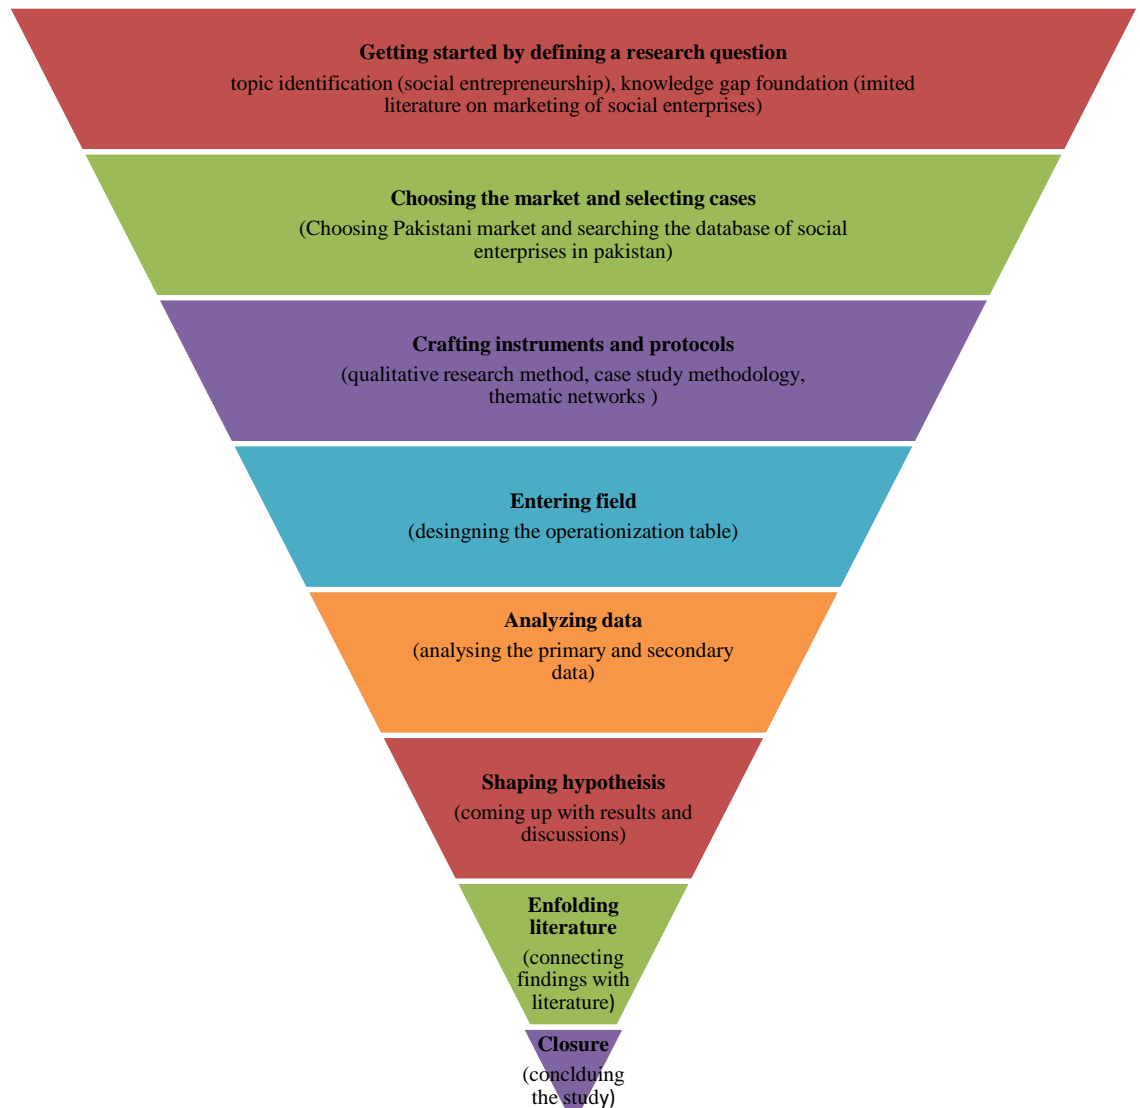 Getting started by defining a research question
topic identification (social entrepreneurship), knowledge gap foundation (imited
literature on marketing of social enterprises)
Choosing the market and selecting cases
(Choosing Pakistani market and searching the database of social
enterprises in pakistan)
Crafting instruments and protocols
(qualitative research method, case study methodology,
thematic networks )
Entering field
(desingning the operationization table)
Analyzing data
(analysing the primary and secondary
data)
Shaping hypotheisis
(coming up with results and
discussions)
Enfolding
literature
(connecting
findings with
literature)
Closure
(conclduing
the study)